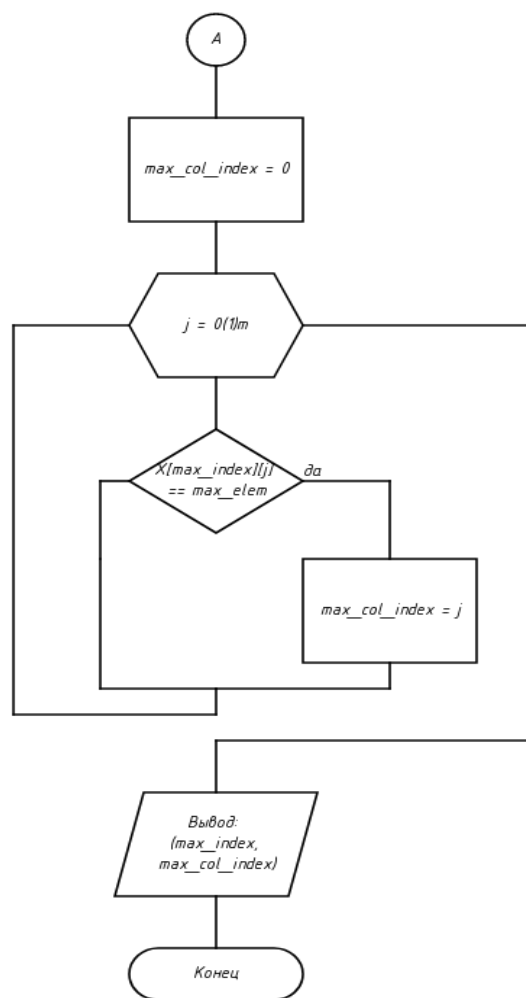 A
max_col_index = 0
j = 0(1)m
X[max_index][j]
== max_elem
да
max_col_index = j
Вывод:
(max_index,
max_col_index)
Конец